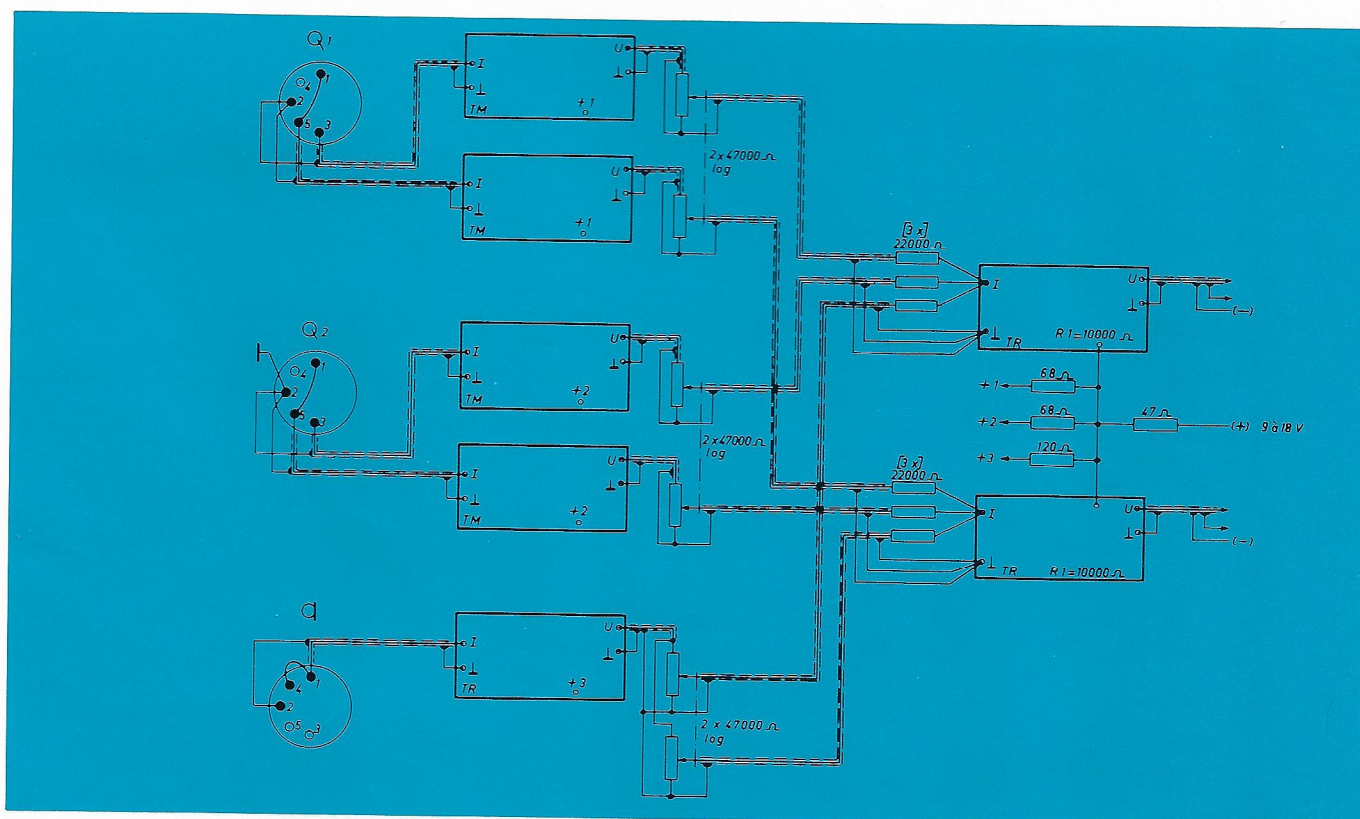 Q1
1
4
2
5
3
I
⊥
TM
+1
U
⊥
2 x 47000 Ω
log
I
⊥
TM
+1
U
⊥
[3 x]
22000 Ω
I
⊥
TR
R1=10000 Ω
U
⊥
(—)
Q2
1
4
2
5
3
I
⊥
TM
+2
U
⊥
2 x 47000 Ω
log
I
⊥
TM
+2
U
⊥
+1
68 Ω
+2
68 Ω
+3
120 Ω
47 Ω
(+) 9 à 18 V
[3 x]
22000 Ω
I
⊥
TR
R1=10000 Ω
U
⊥
(—)
q
1
4
2
5
3
I
⊥
TR
+3
U
⊥
2 x 47000 Ω
log